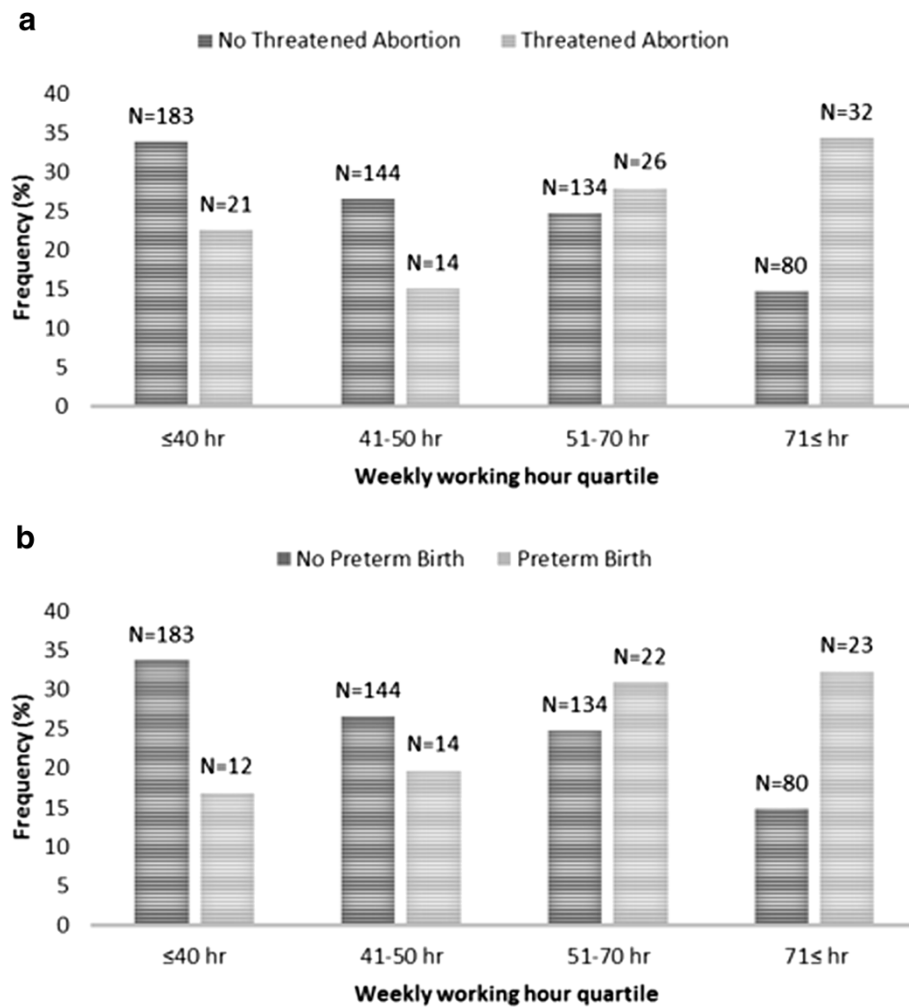 a
No Threatened Abortion Threatened Abortion
40
35
30
25
20
15
10
5
0
Frequency (%)
N=183
N=21
N=144
N=14
N=134
N=26
N=80
N=32
≤40 hr 41-50 hr 51-70 hr 71≤ hr
Weekly working hour quartile
b
No Preterm Birth Preterm Birth
40
35
30
25
20
15
10
5
0
Frequency (%)
N=183
N=12
N=144
N=14
N=134
N=22
N=80
N=23
≤40 hr 41-50 hr 51-70 hr 71≤ hr
Weekly working hour quartile